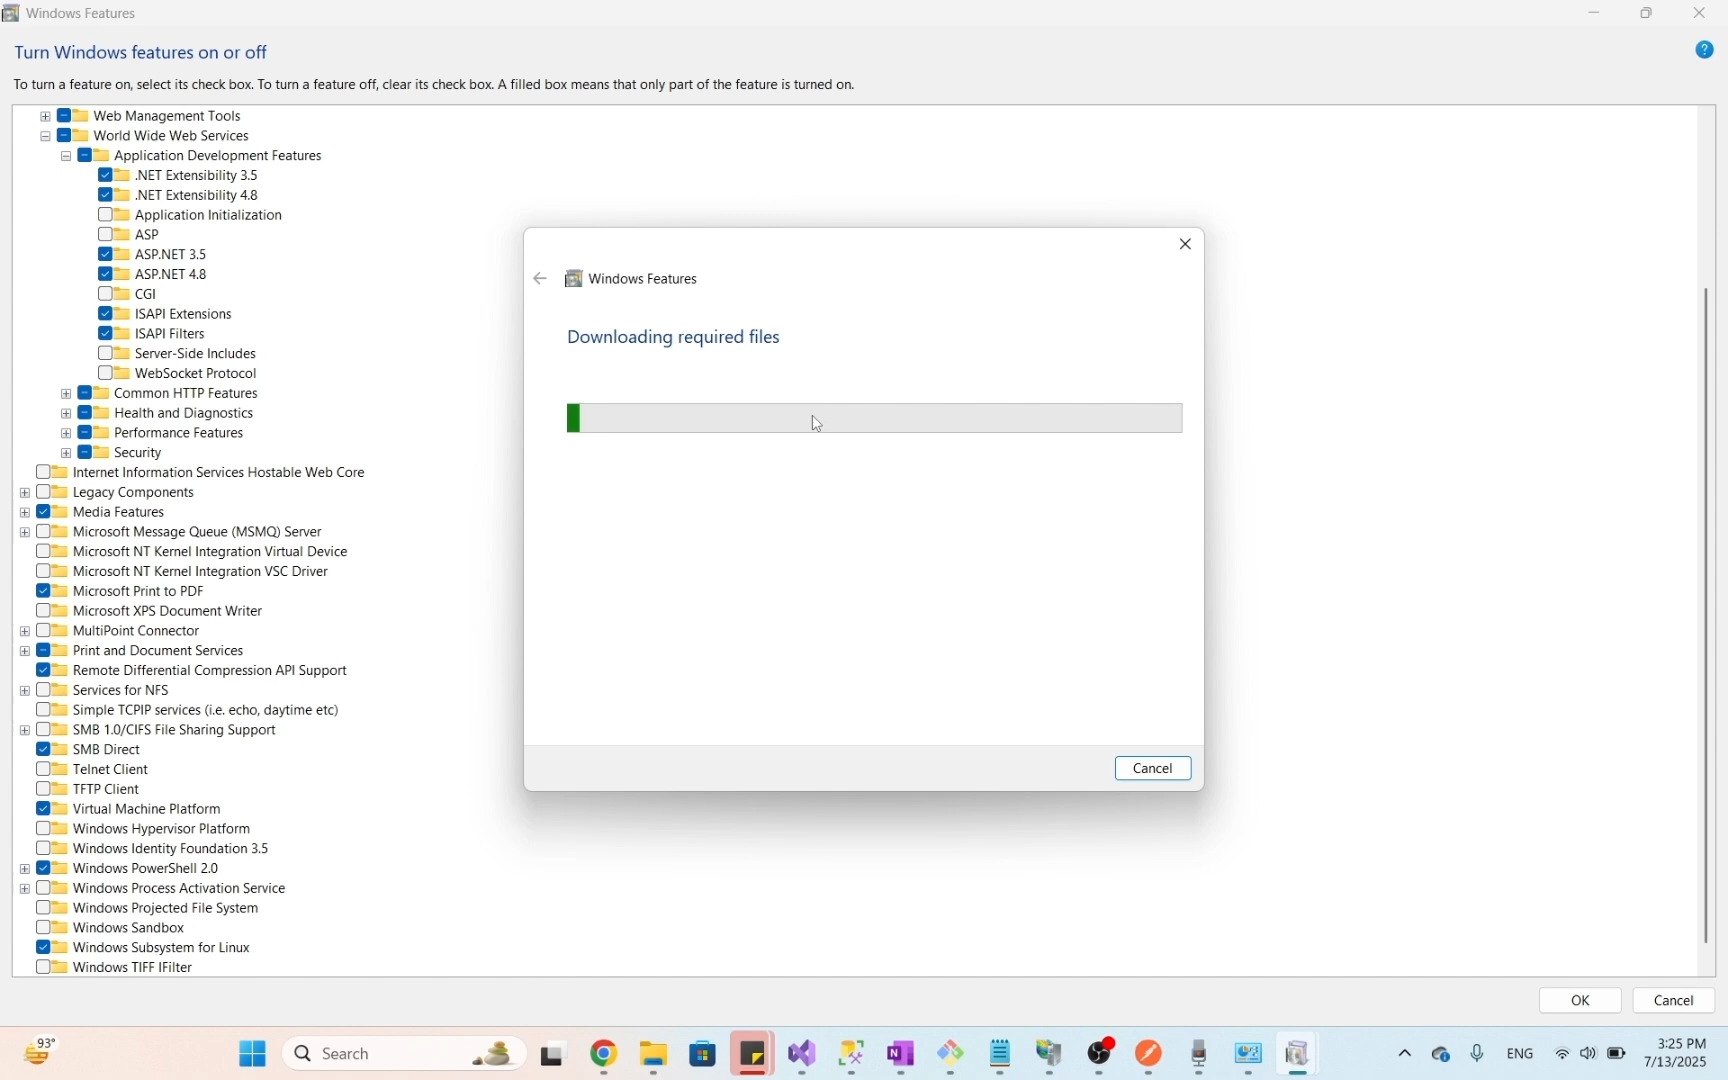 Windows Features
Turn Windows features on or off
To turn a feature on, select its check box. To turn a feature off, clear its check box. A filled box means that only part of the feature is turned on.
Web Management Tools
World Wide Web Services
Application Development Features
.NET Extensibility 3.5
.NET Extensibility 4.8
Application Initialization
ASP
ASP.NET 3.5
ASP.NET 4.8
CGI
ISAPI Extensions
ISAPI Filters
Server-Side Includes
WebSocket Protocol
Common HTTP Features
Health and Diagnostics
Performance Features
Security
Internet Information Services Hostable Web Core
Legacy Components
Media Features
Microsoft Message Queue (MSMQ) Server
Microsoft NT Kernel Integration Virtual Device
Microsoft NT Kernel Integration VSC Driver
Microsoft Print to PDF
Microsoft XPS Document Writer
MultiPoint Connector
Print and Document Services
Remote Differential Compression API Support
Services for NFS
Simple TCPIP services (i.e. echo, daytime etc)
SMB 1.0/CIFS File Sharing Support
SMB Direct
Telnet Client
TFTP Client
Virtual Machine Platform
Windows Hypervisor Platform
Windows Identity Foundation 3.5
Windows PowerShell 2.0
Windows Process Activation Service
Windows Projected File System
Windows Sandbox
Windows Subsystem for Linux
Windows TIFF IFilter
Windows Features
Downloading required files
Cancel
OK
Cancel
93°
Search
ENG
3:25 PM
7/13/2025